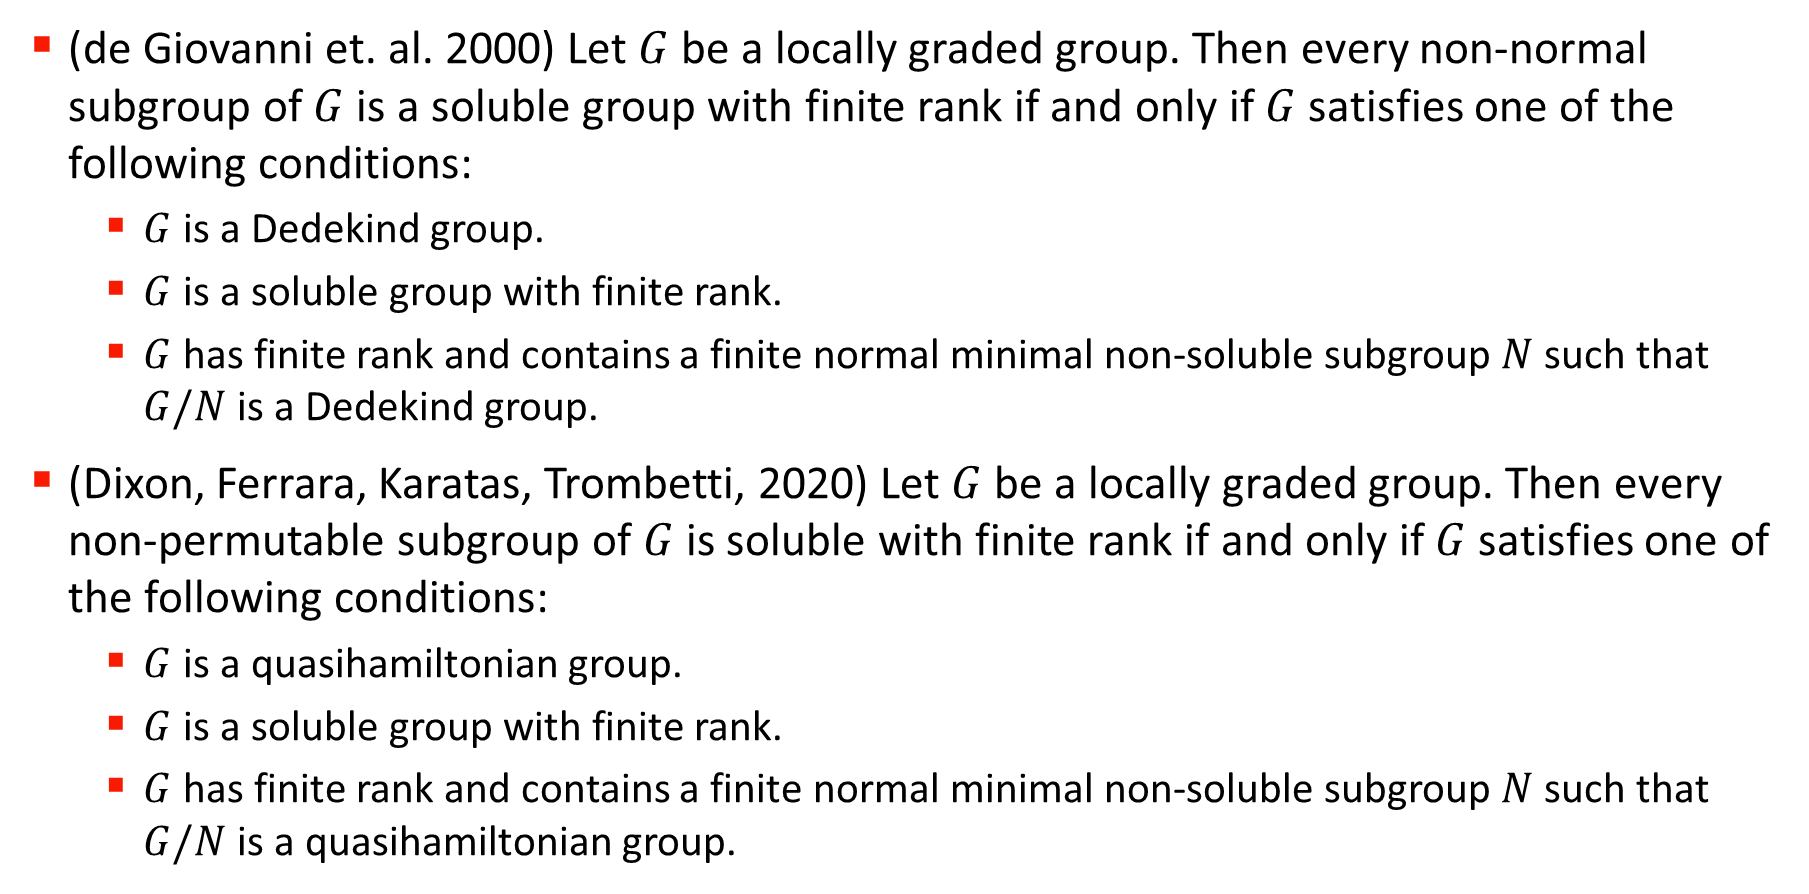 ▪ (de Giovanni et. al. 2000) Let 𝐺 be a locally graded group. Then every non-normal
subgroup of 𝐺 is a soluble group with finite rank if and only if 𝐺 satisfies one of the
following conditions:
▪ 𝐺 is a Dedekind group.
▪ 𝐺 is a soluble group with finite rank.
▪ 𝐺 has finite rank and contains a finite normal minimal non-soluble subgroup 𝑁 such that
𝐺/𝑁 is a Dedekind group.
▪ (Dixon, Ferrara, Karatas, Trombetti, 2020) Let 𝐺 be a locally graded group. Then every
non-permutable subgroup of 𝐺 is soluble with finite rank if and only if 𝐺 satisfies one of
the following conditions:
▪ 𝐺 is a quasihamiltonian group.
▪ 𝐺 is a soluble group with finite rank.
▪ 𝐺 has finite rank and contains a finite normal minimal non-soluble subgroup 𝑁 such that
𝐺/𝑁 is a quasihamiltonian group.